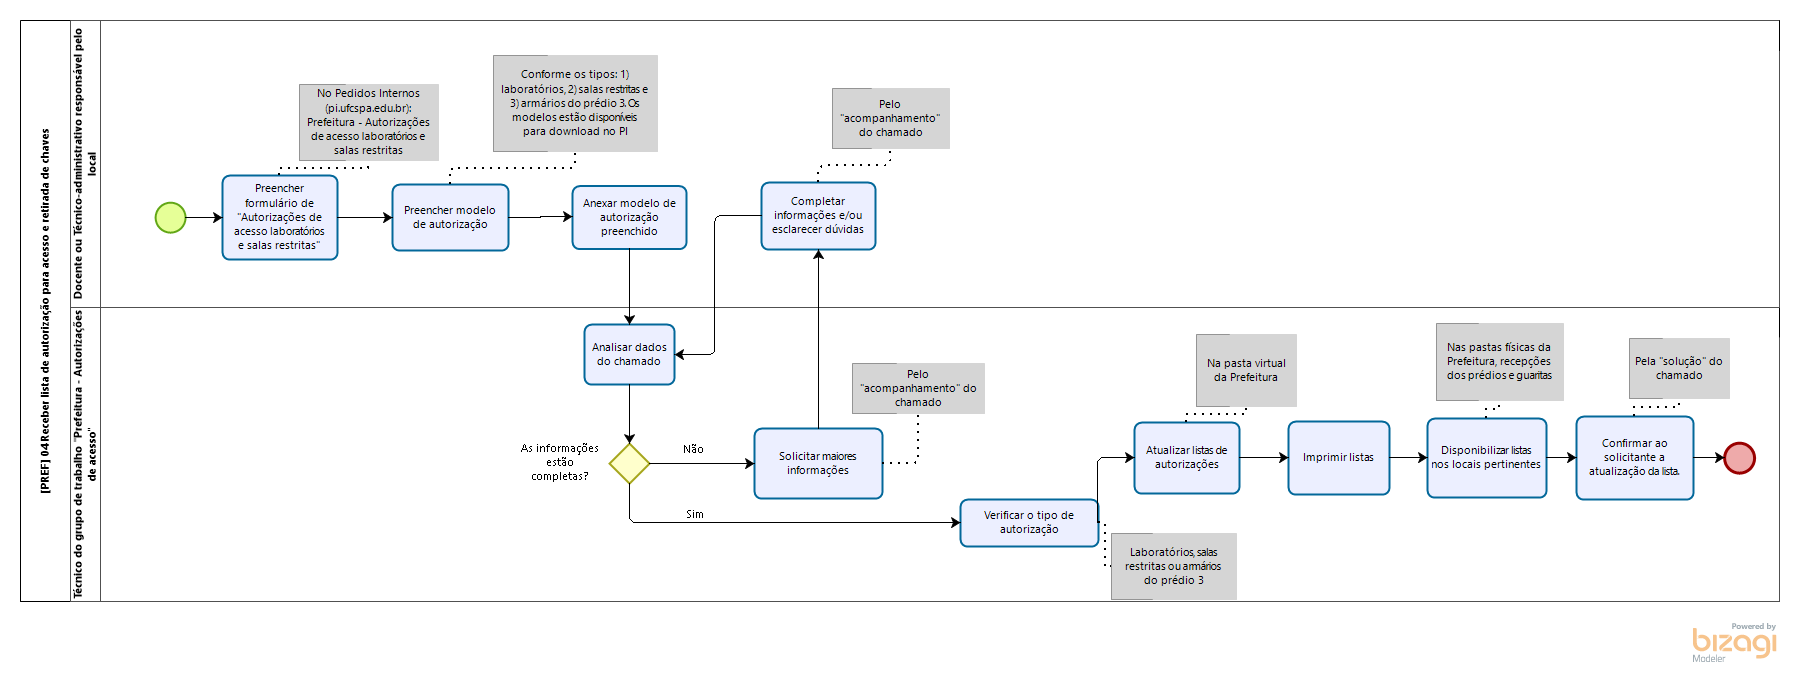 [PREF] 04 Receber lista de autorização para acesso e retirada de chaves
Docente ou Técnico-administrativo responsável pelo
local
No Pedidos Internos
(pi.ufcspa.edu.br):
Prefeitura - Autorizações
de acesso laboratórios e
salas restritas
Conforme os tipos: 1)
laboratórios, 2) salas restritas e
3) armários do prédio 3. Os
modelos estão disponíveis
para download no PI
Pelo
"acompanhamento"
do chamado
Preencher
formulário de
"Autorizações de
acesso laboratórios
e salas restritas"
Preencher modelo
de autorização
Anexar modelo de
autorização
preenchido
Completar
informações e/ou
esclarecer dúvidas
Técnico do grupo de trabalho "Prefeitura - Autorizações
de acesso"
Analisar dados
do chamado
As informações
estão
completas?
Não
Sim
Solicitar maiores
informações
Pelo
"acompanhamento" do
chamado
Verificar o tipo de
autorização
Laboratórios, salas
restritas ou armários
do prédio 3
Na pasta virtual
da Prefeitura
Atualizar listas de
autorizações
Imprimir listas
Nas pastas físicas da
Prefeitura, recepções
dos prédios e guaritas
Disponibilizar listas
nos locais pertinentes
Pela "solução" do
chamado
Confirmar ao
solicitante a
atualização da lista.
Powered by
bizagi
Modeler